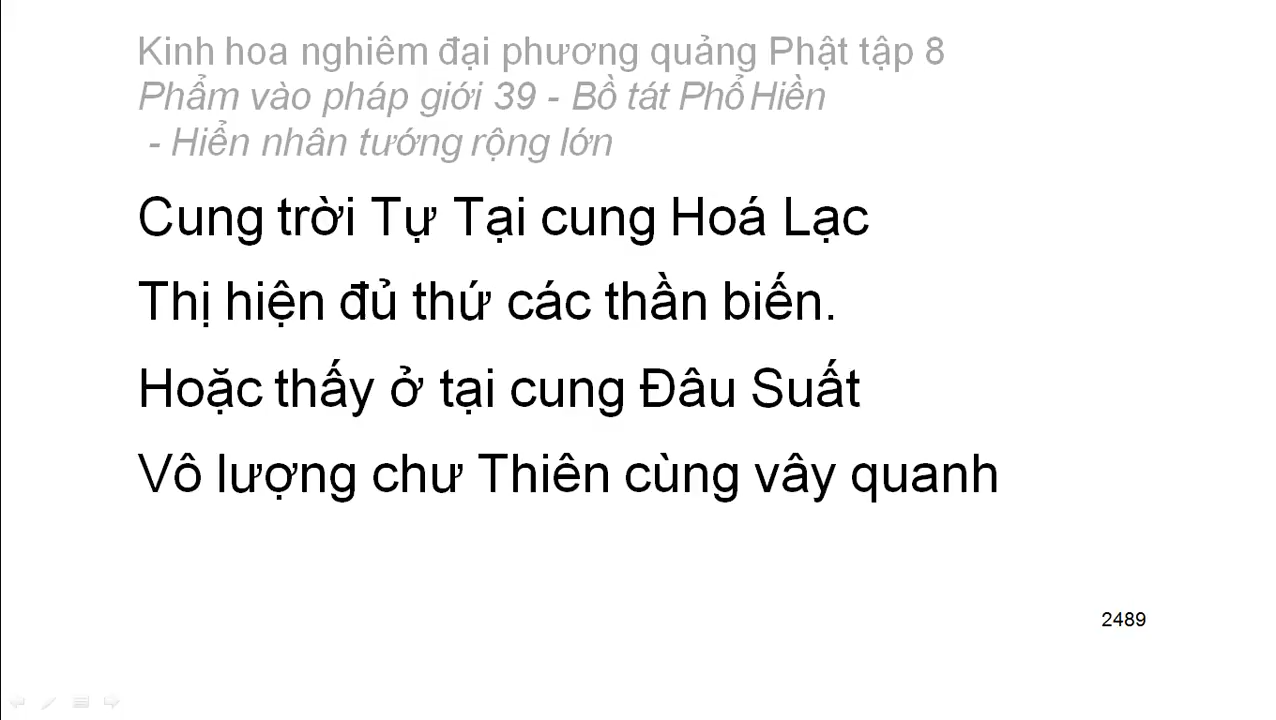 Kinh hoa nghiêm đại phương quảng Phật tập 8
Phẩm vào pháp giới 39 - Bồ tát Phổ Hiền
- Hiển nhân tướng rộng lớn
Cung trời Tự Tại cung Hoá Lạc
Thị hiện đủ thứ các thần biến.
Hoặc thấy ở tại cung Đâu Suất
Vô lượng chư Thiên cùng vây quanh
2489